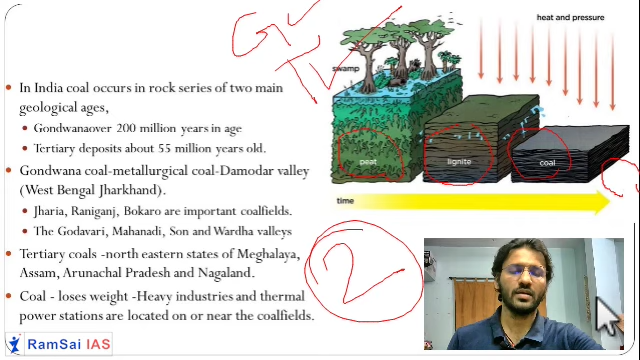 heat and pressure
swamp
peat
lignite
coal
time
• In India coal occurs in rock series of two main
geological ages,
• Gondwanaover 200 million years in age
• Tertiary deposits about 55 million years old.
• Gondwana coal-metallurgical coal-Damodar valley
(West Bengal Jharkhand).
• Jharia, Raniganj, Bokaro are important coalfields.
• The Godavari, Mahanadi, Son and Wardha valleys
• Tertiary coals -north eastern states of Meghalaya,
Assam, Arunachal Pradesh and Nagaland.
• Coal - loses weight -Heavy industries and thermal
power stations are located on or near the coalfields.
2
RamSai IAS